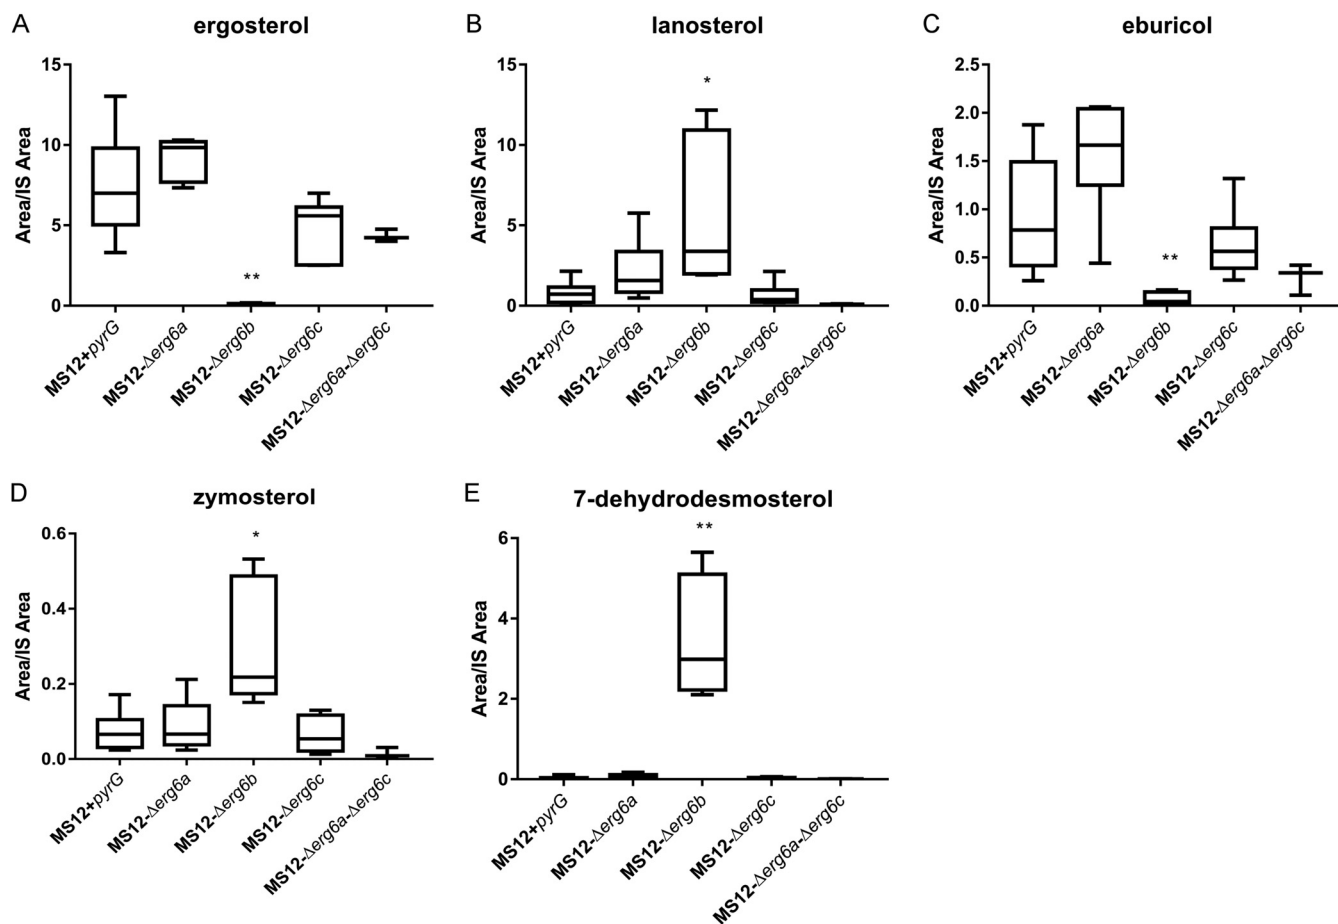 A
ergosterol
15
10
5
0
Area/IS Area
**
MS12+pyrG
MS12-Δerg6a
MS12-Δerg6b
MS12-Δerg6c
MS12-Δerg6a-Δerg6c
B
lanosterol
15
10
5
0
Area/IS Area
*
MS12+pyrG
MS12-Δerg6a
MS12-Δerg6b
MS12-Δerg6c
MS12-Δerg6a-Δerg6c
C
eburicol
2.5
2.0
1.5
1.0
0.5
0.0
Area/IS Area
**
MS12+pyrG
MS12-Δerg6a
MS12-Δerg6b
MS12-Δerg6c
MS12-Δerg6a-Δerg6c
D
zymosterol
0.6
0.4
0.2
0.0
Area/IS Area
*
MS12+pyrG
MS12-Δerg6a
MS12-Δerg6b
MS12-Δerg6c
MS12-Δerg6a-Δerg6c
E
7-dehydrodesmosterol
6
4
2
0
Area/IS Area
**
MS12+pyrG
MS12-Δerg6a
MS12-Δerg6b
MS12-Δerg6c
MS12-Δerg6a-Δerg6c